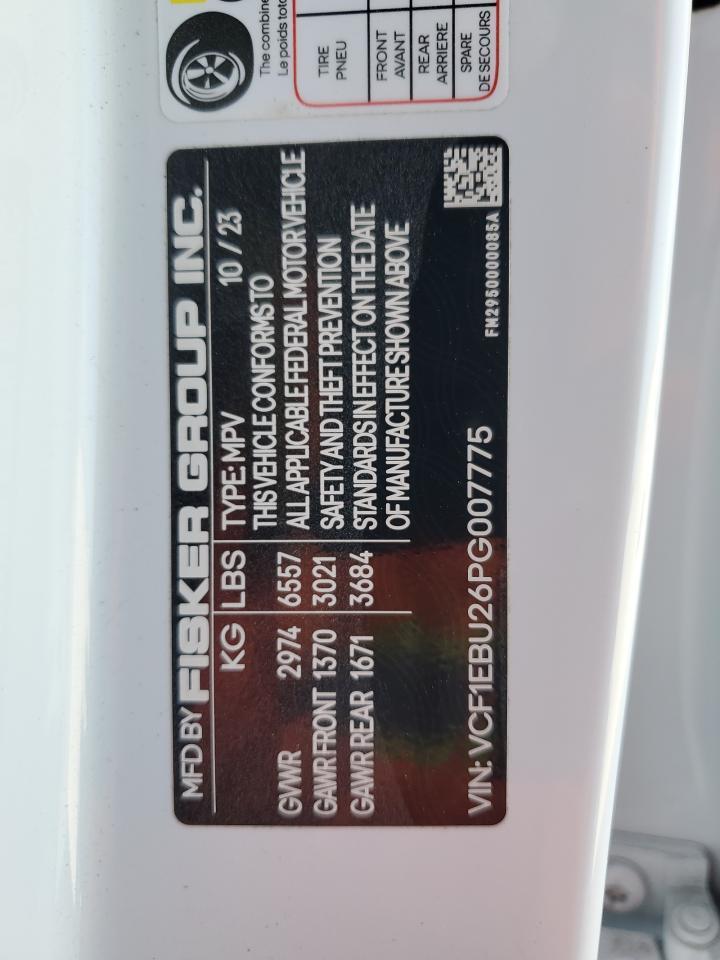 MFD BY FISKER GROUP INC.
KG LBS TYPE: MPV 10 / 23
THIS VEHICLE CONFORMS TO
GVWR 2974 6557 ALL APPLICABLE FEDERAL MOTOR VEHICLE
GAWR FRONT 1370 3021 SAFETY AND THEFT PREVENTION
GAWR REAR 1671 3684 STANDARDS IN EFFECT ON THE DATE
OF MANUFACTURE SHOWN ABOVE
VIN: VCF1EBU26PG007775
FM2950000085A
The combine
Le poids tot
TIRE
PNEU
FRONT
AVANT
REAR
ARRIERE
SPARE
DE SECOURS